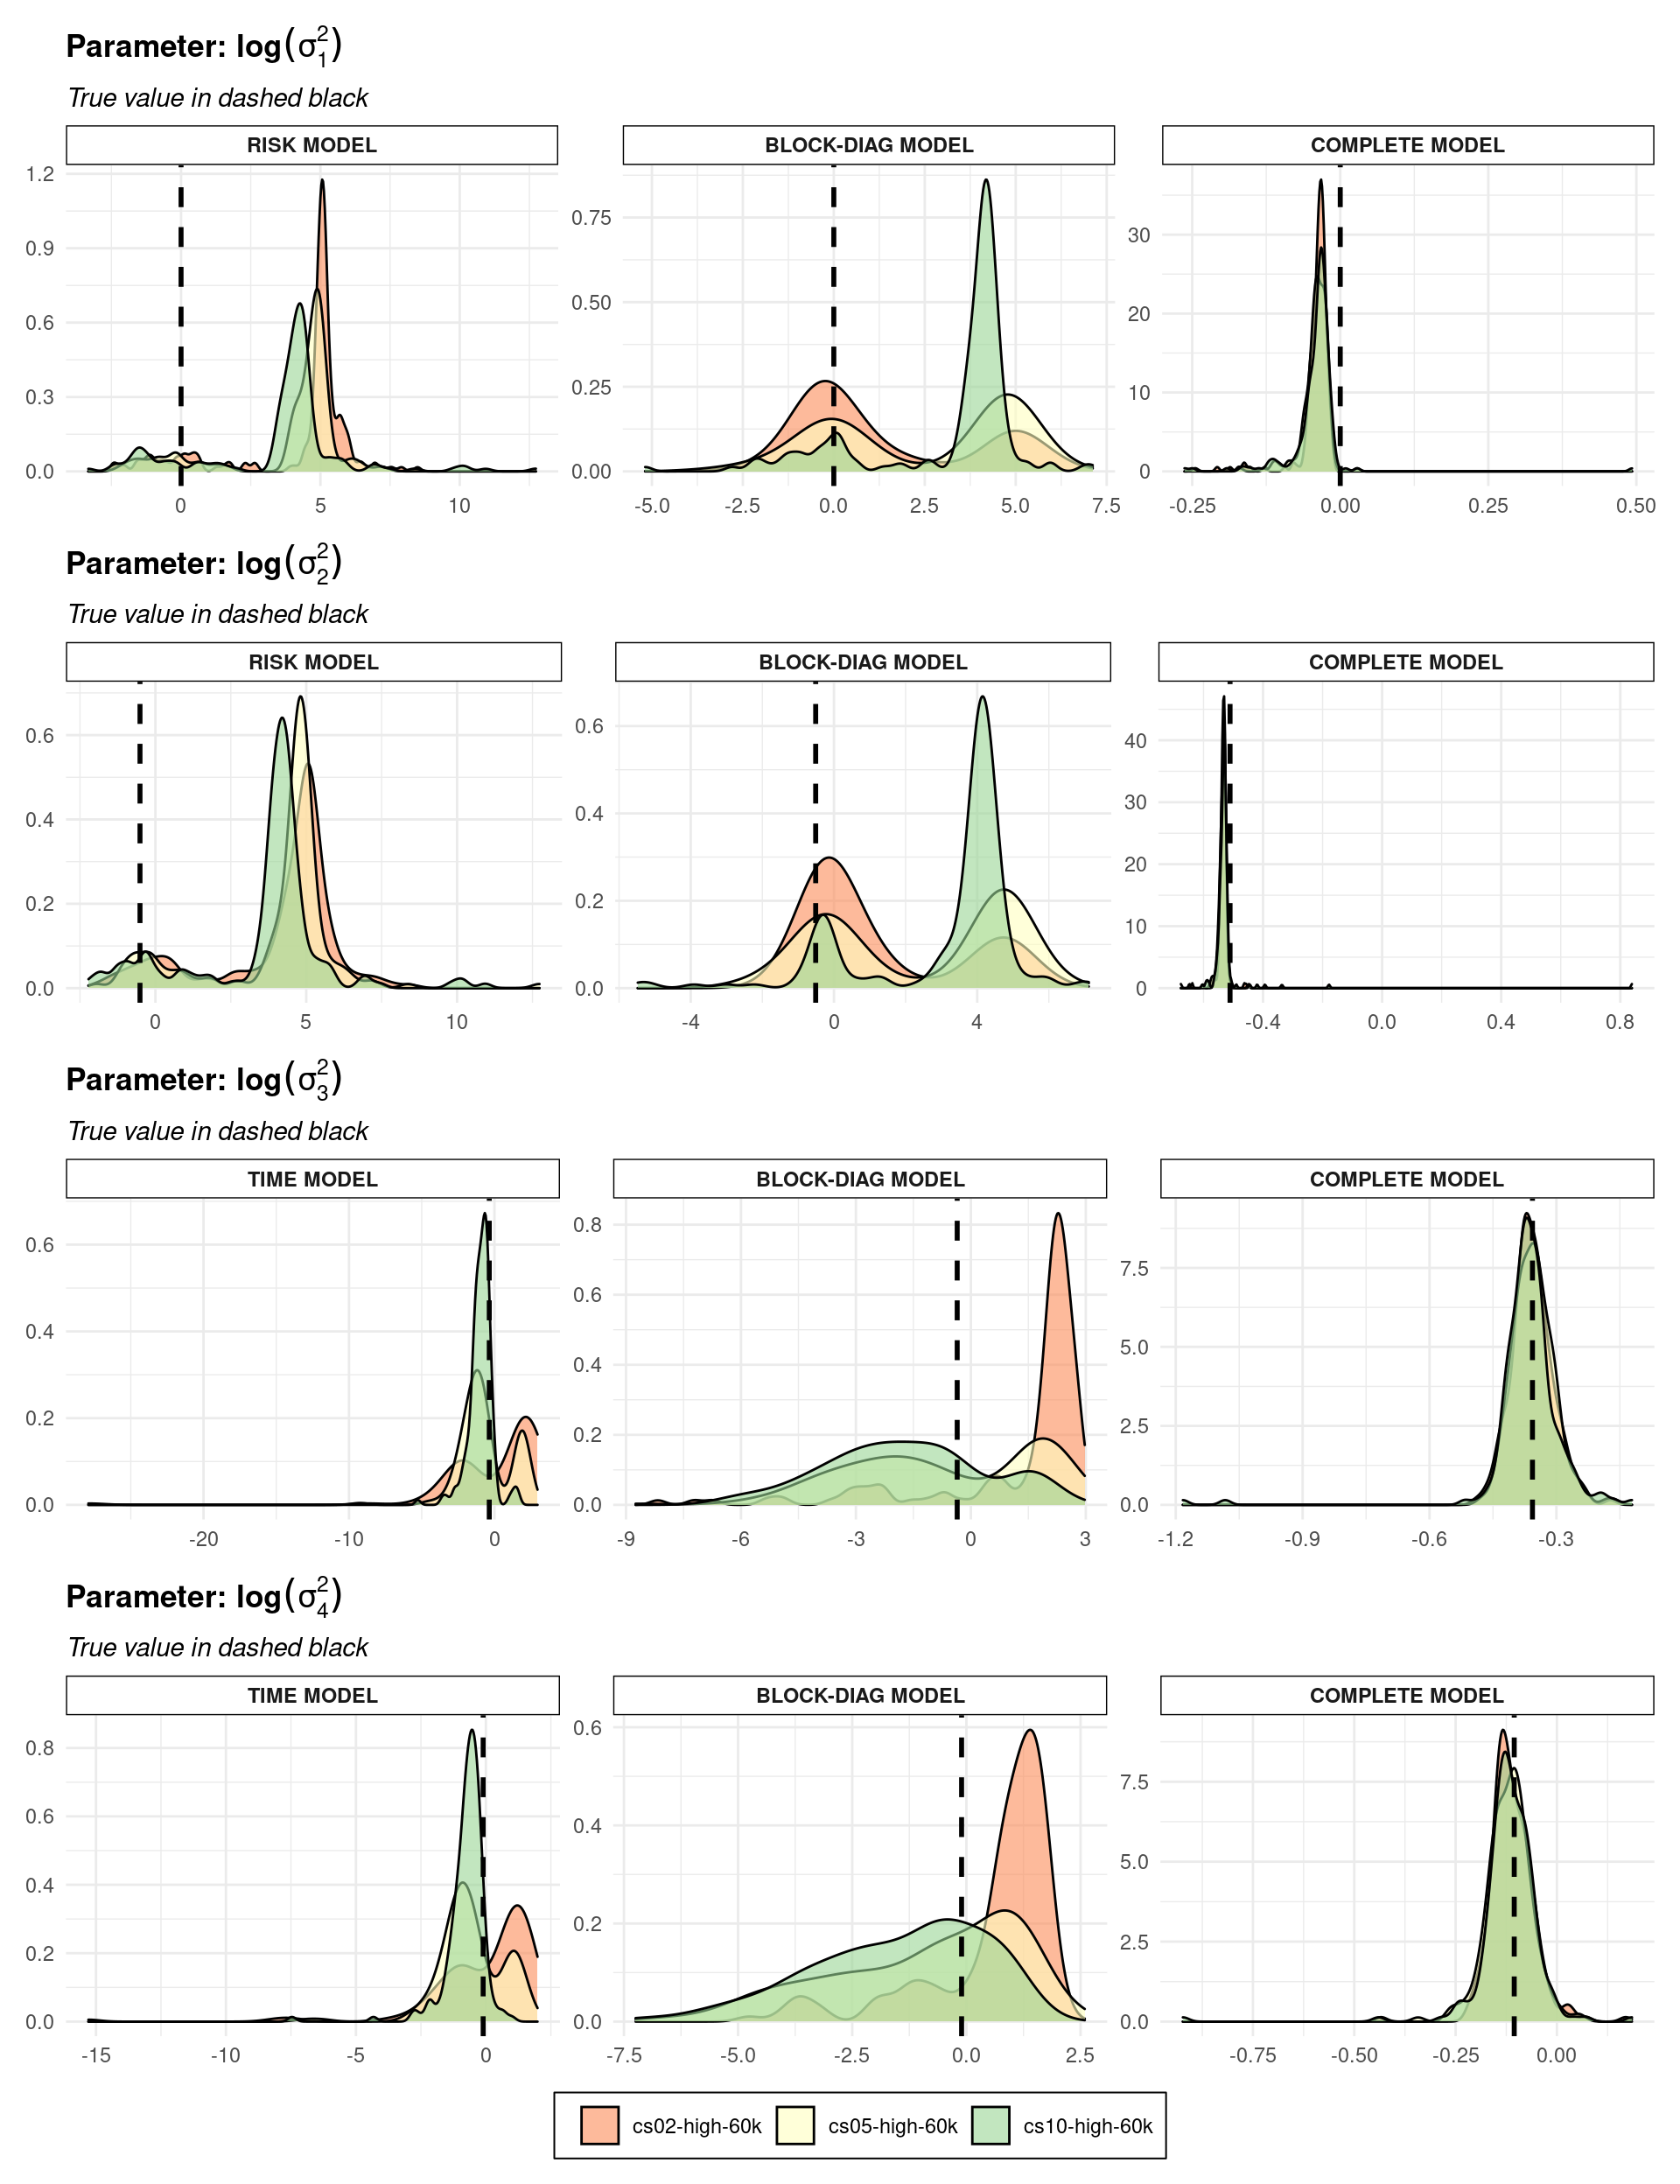 Parameter: log(σ₁²)
True value in dashed black
RISK MODEL BLOCK-DIAG MODEL COMPLETE MODEL
1.2 0.9 0.6 0.3 0.0
0.75 0.50 0.25 0.00
30 20 10 0
0 5 10
-5.0 -2.5 0.0 2.5 5.0 7.5
-0.25 0.00 0.25 0.50
Parameter: log(σ₂²)
True value in dashed black
RISK MODEL BLOCK-DIAG MODEL COMPLETE MODEL
0.6 0.4 0.2 0.0
0.6 0.4 0.2 0.0
40 30 20 10 0
0 5 10
-4 0 4
-0.4 0.0 0.4 0.8
Parameter: log(σ₃²)
True value in dashed black
TIME MODEL BLOCK-DIAG MODEL COMPLETE MODEL
0.6 0.4 0.2 0.0
0.8 0.6 0.4 0.2 0.0
7.5 5.0 2.5 0.0
-20 -10 0
-9 -6 -3 0 3
-1.2 -0.9 -0.6 -0.3
Parameter: log(σ₄²)
True value in dashed black
TIME MODEL BLOCK-DIAG MODEL COMPLETE MODEL
0.8 0.6 0.4 0.2 0.0
0.6 0.4 0.2 0.0
7.5 5.0 2.5 0.0
-15 -10 -5 0
-7.5 -5.0 -2.5 0.0 2.5
-0.75 -0.50 -0.25 0.00
cs02-high-60k cs05-high-60k cs10-high-60k